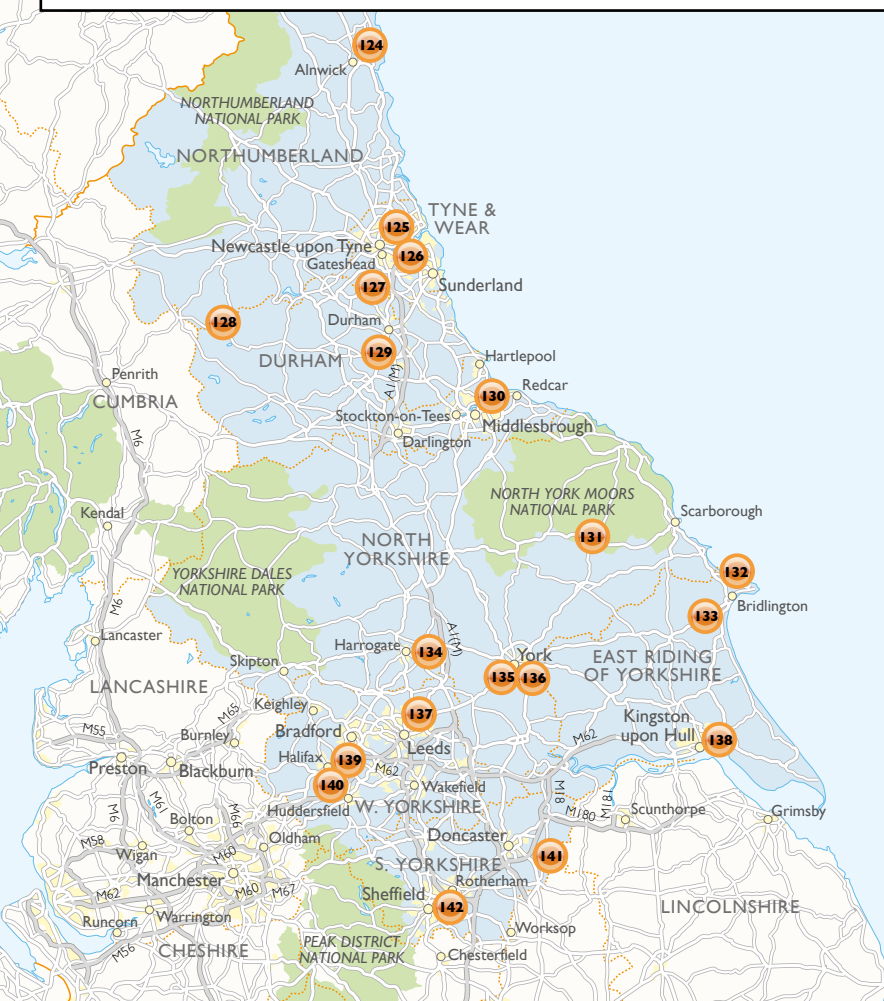 124
Alnwick
NORTHUMBERLAND
NATIONAL PARK
NORTHUMBERLAND
TYNE &
WEAR
125
Newcastle upon Tyne
126
Gateshead
Sunderland
127
128
Durham
129
DURHAM
Hartlepool
Penrith
A1(M)
Redcar
130
CUMBRIA
Stockton-on-Tees
Middlesbrough
M6
Darlington
NORTH YORK MOORS
NATIONAL PARK
Kendal
Scarborough
131
NORTH
YORKSHIRE
132
YORKSHIRE DALES
NATIONAL PARK
M6
Bridlington
133
Lancaster
A1(M)
Harrogate
134
York
Skipton
EAST RIDING
OF YORKSHIRE
135
136
LANCASHIRE
Keighley
M65
137
Kingston
upon Hull
M55
Burnley
Bradford
M62
138
Leeds
Halifax
139
Preston
Blackburn
M62
140
Wakefield
M18
M181
M6
M61
M66
Huddersfield
W. YORKSHIRE
M180
Scunthorpe
Grimsby
Bolton
M58
Oldham
Doncaster
Wigan
M60
141
S. YORKSHIRE
Manchester
M60
M67
Rotherham
M62
Sheffield
142
LINCOLNSHIRE
Runcorn
Warrington
Worksop
M56
CHESHIRE
PEAK DISTRICT
NATIONAL PARK
Chesterfield